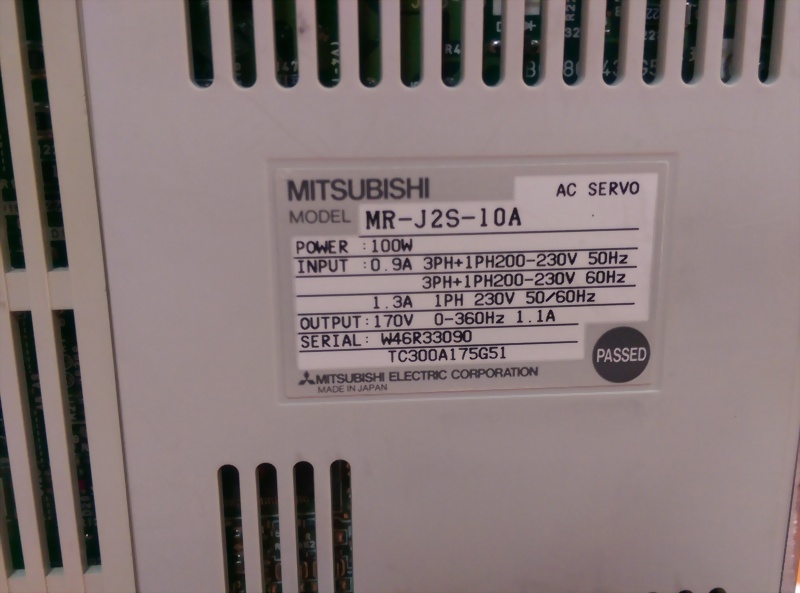 MITSUBISHI
AC SERVO
MODEL MR-J2S-10A
POWER :100W
INPUT :0.9A 3PH+1PH200-230V 50Hz
3PH+1PH200-230V 60Hz
1.3A 1PH 230V 50/60Hz
OUTPUT:170V 0-360Hz 1.1A
SERIAL: W46R33090
TC300A175G51
PASSED
MITSUBISHI ELECTRIC CORPORATION
MADE IN JAPAN